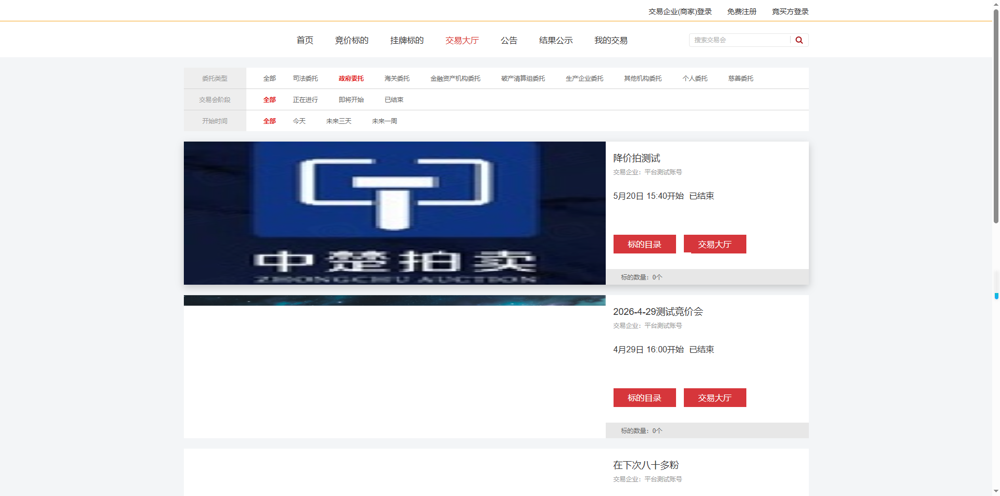 交易企业(商家)登录 免费注册 竞买方登录
首页 竞价标的 挂牌标的 交易大厅 公告 结果公示 我的交易 搜索交易会
委托类型 全部 司法委托 政府委托 海关委托 金融资产机构委托 破产清算组委托 生产企业委托 其他机构委托 个人委托 慈善委托
交易会阶段 全部 正在进行 即将开始 已结束
开始时间 全部 今天 未来三天 未来一周
中楚拍卖
ZHONGCHU AUCTION
降价拍测试
交易企业：平台测试账号
5月20日 15:40开始 已结束
标的目录 交易大厅
标的数量：0个
2026-4-29测试竞价会
交易企业：平台测试账号
4月29日 16:00开始 已结束
标的目录 交易大厅
标的数量：0个
在下次八十多粉
交易企业：平台测试账号